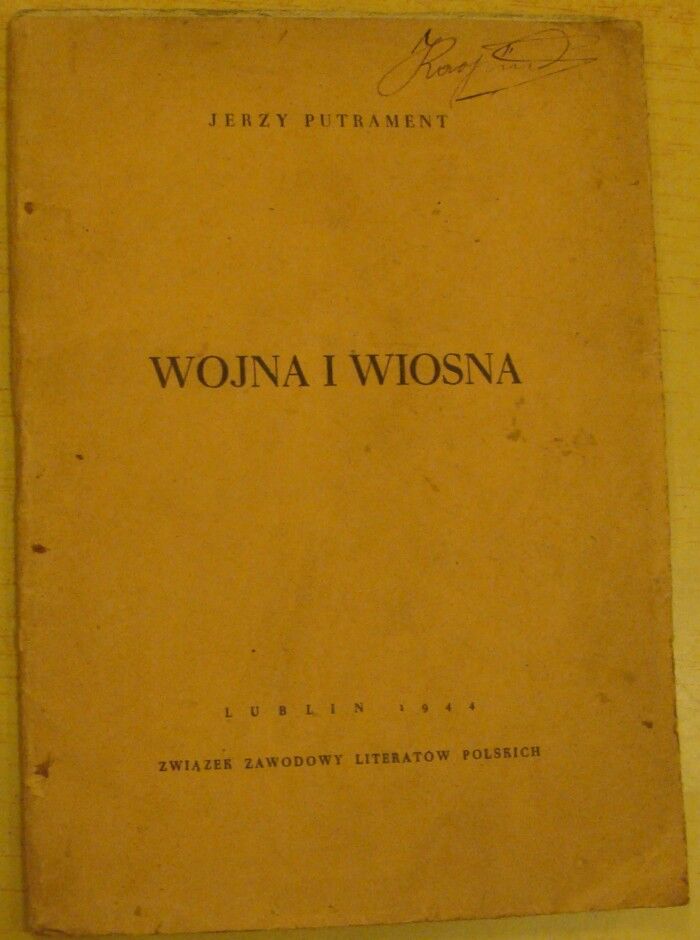 JERZY PUTRAMENT
WOJNA I WIOSNA
LUBLIN 1944
ZWIĄZEK ZAWODOWY LITERATÓW POLSKICH